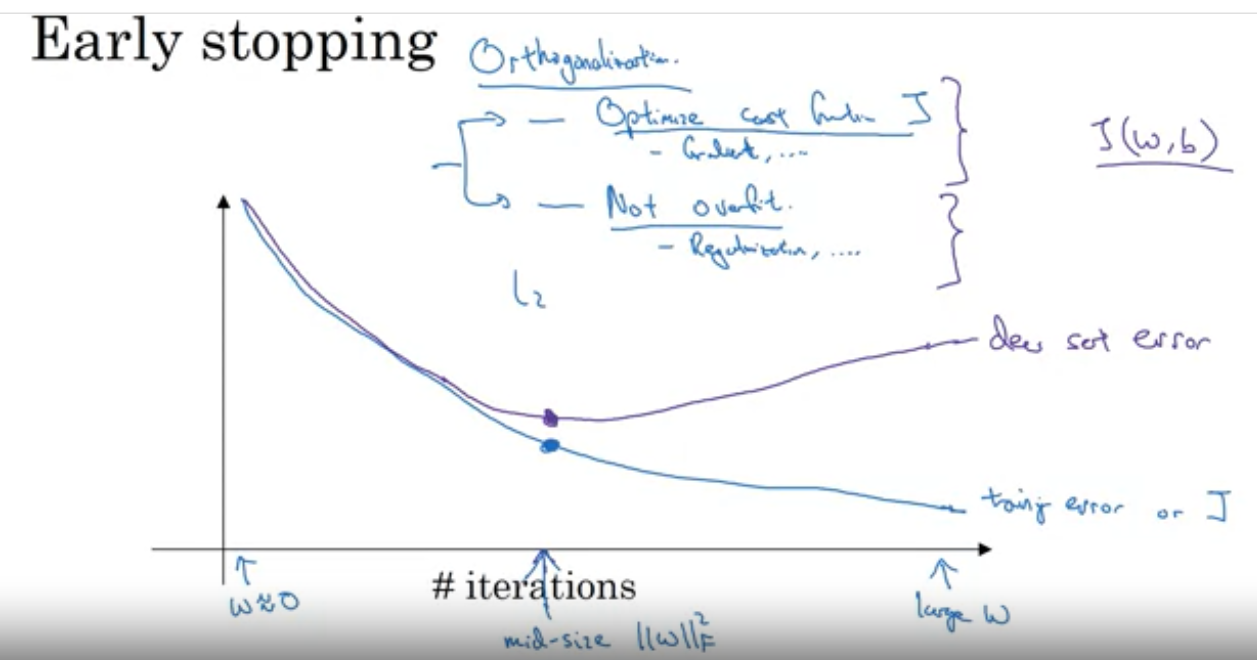 Early stopping
Orthogonalization.
— Optimize cost function J
- Gradient, ....
J(w,b)
— Not overfit.
- Regularization, ....
L2
dev set error
training error or J
# iterations
w≈0
mid-size ||w||²F
large w